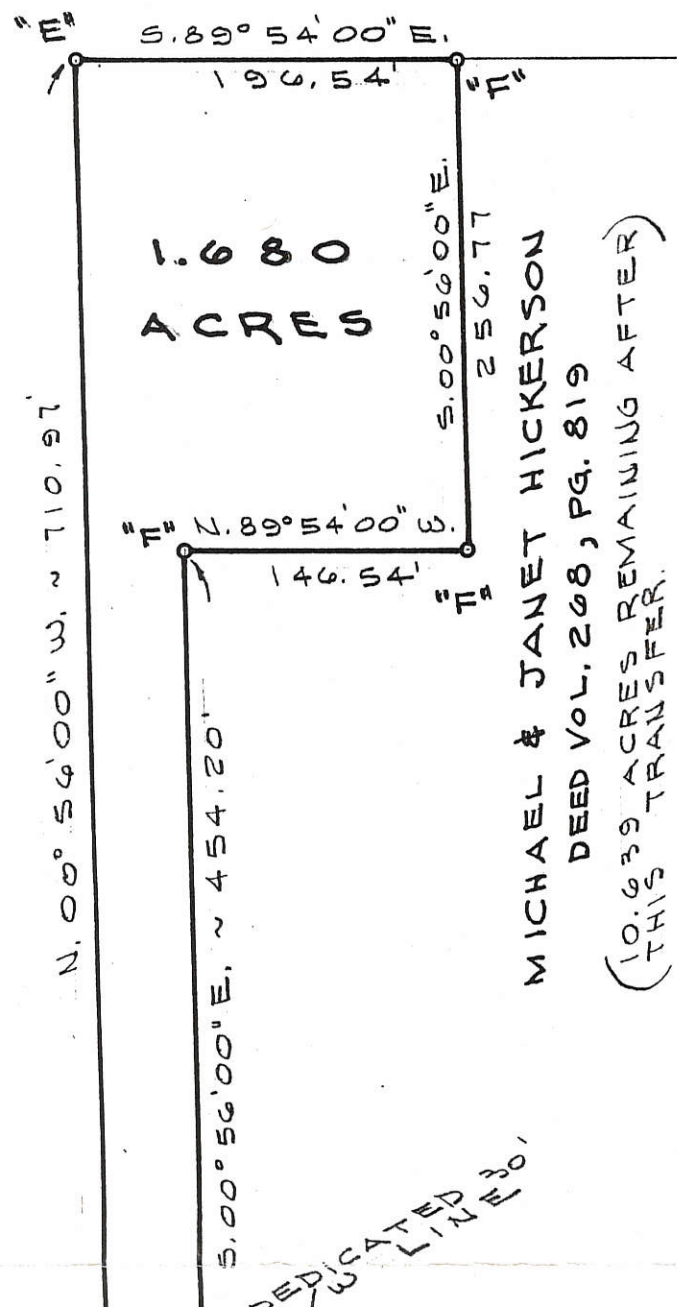 "E"
S.89° 54' 00" E.
196.54'
"F"
1.680
ACRES
S.00° 56' 00" E.
256.77
N. 00° 56' 00" W. ~ 710.97'
"F"
N.89° 54' 00" W.
146.54'
"F"
S.00° 56' 00" E. ~ 454.20'
MICHAEL & JANET HICKERSON
DEED VOL. 268, PG. 819
(10.639 ACRES REMAINING AFTER
THIS TRANSFER.)
DEDICATED 30'
LINE